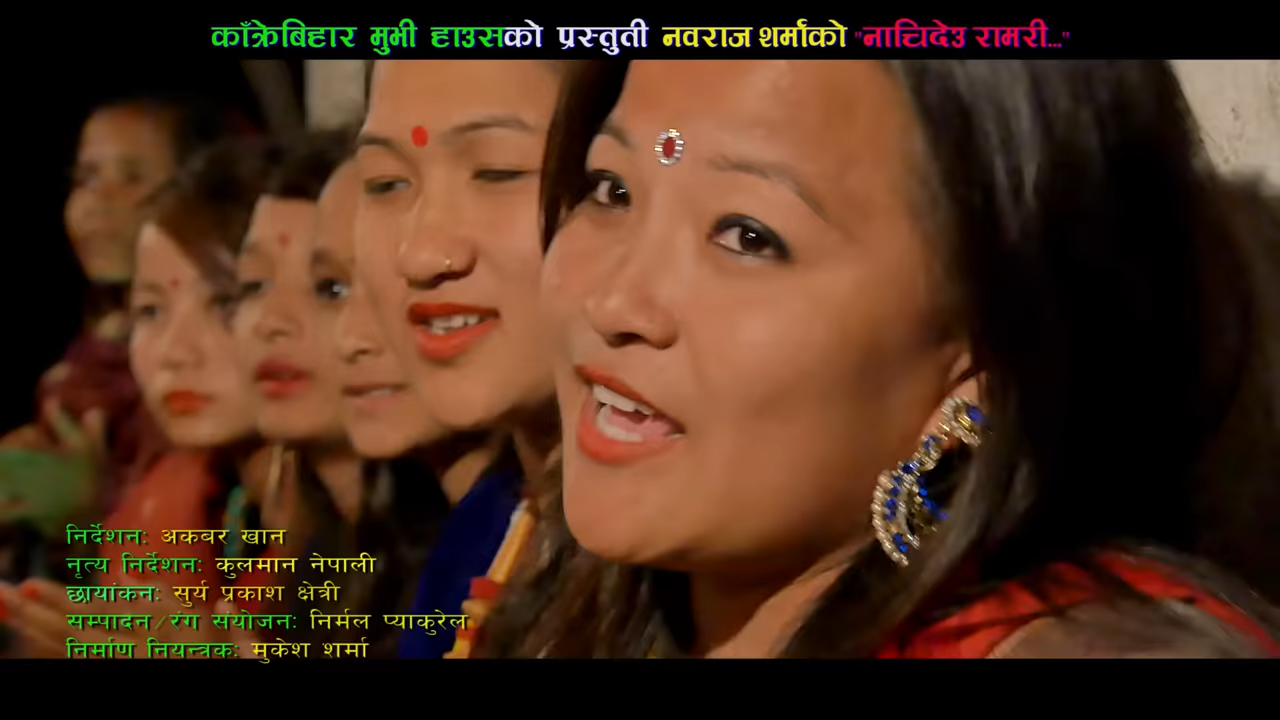 काँक्रेबिहार मुभी हाउसको प्रस्तुती नवराज शर्माको "नाचिदेउ रामरी..."
निर्देशन: अकबर खान
नृत्य निर्देशन: कुलमान नेपाली
छायांकन: सुर्य प्रकाश क्षेत्री
सम्पादन/रंग संयोजन: निर्मल प्याकुरेल
निर्माण नियन्त्रक: मुकेश शर्मा